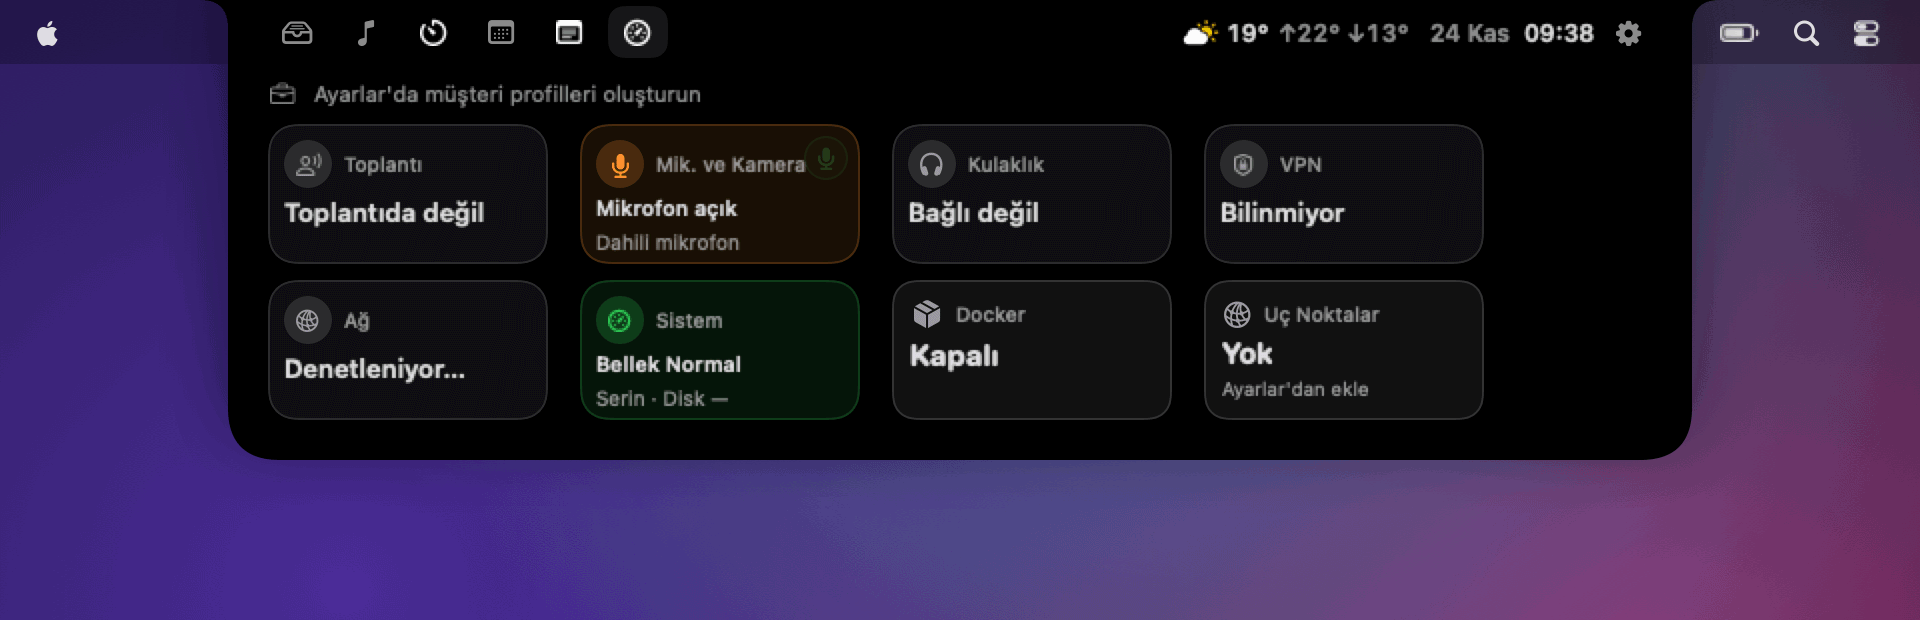 19° ↑22° ↓13° 24 Kas 09:38
Ayarlar'da müşteri profilleri oluşturun
Toplantı
Toplantıda değil
Mik. ve Kamera
Mikrofon açık
Dahili mikrofon
Kulaklık
Bağlı değil
VPN
Bilinmiyor
Ağ
Denetleniyor...
Sistem
Bellek Normal
Serin · Disk —
Docker
Kapalı
Uç Noktalar
Yok
Ayarlar'dan ekle